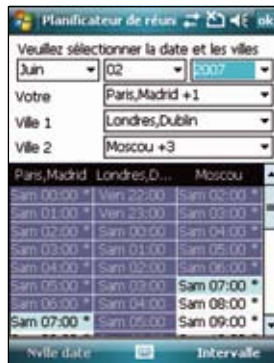 Planificateur de réuni ok
Veuillez sélectionner la date et les villes
Juin 02 2007
Votre Paris,Madrid +1
Ville 1 Londres,Dublin
Ville 2 Moscou +3
Paris,Madrid Londres,D... Moscou
Sam 00:00 * Ven 22:00 Sam 02:00 *
Sam 01:00 * Ven 23:00 Sam 03:00 *
Sam 02:00 * Sam 00:00 Sam 04:00 *
Sam 03:00 * Sam 01:00 Sam 05:00 *
Sam 04:00 * Sam 02:00 Sam 06:00 *
Sam 05:00 * Sam 03:00 Sam 07:00 *
Sam 06:00 * Sam 04:00 Sam 08:00 *
Sam 07:00 * Sam 05:00 Sam 09:00 *
Nvlle date Intervalle